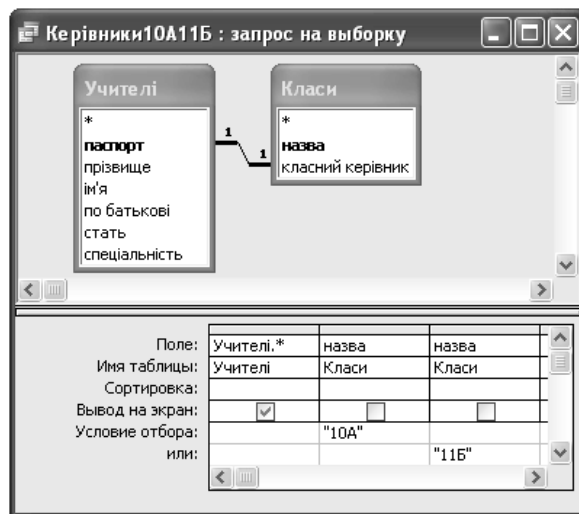 Керівники10А11Б : запрос на выборку
Учителі
*
паспорт
прізвище
ім'я
по батькові
стать
спеціальність
1
1
Класи
*
назва
класний керівник
Поле: Учителі.* назва назва
Имя таблицы: Учителі Класи Класи
Сортировка:
Вывод на экран:
Условие отбора: "10А"
или: "11Б"